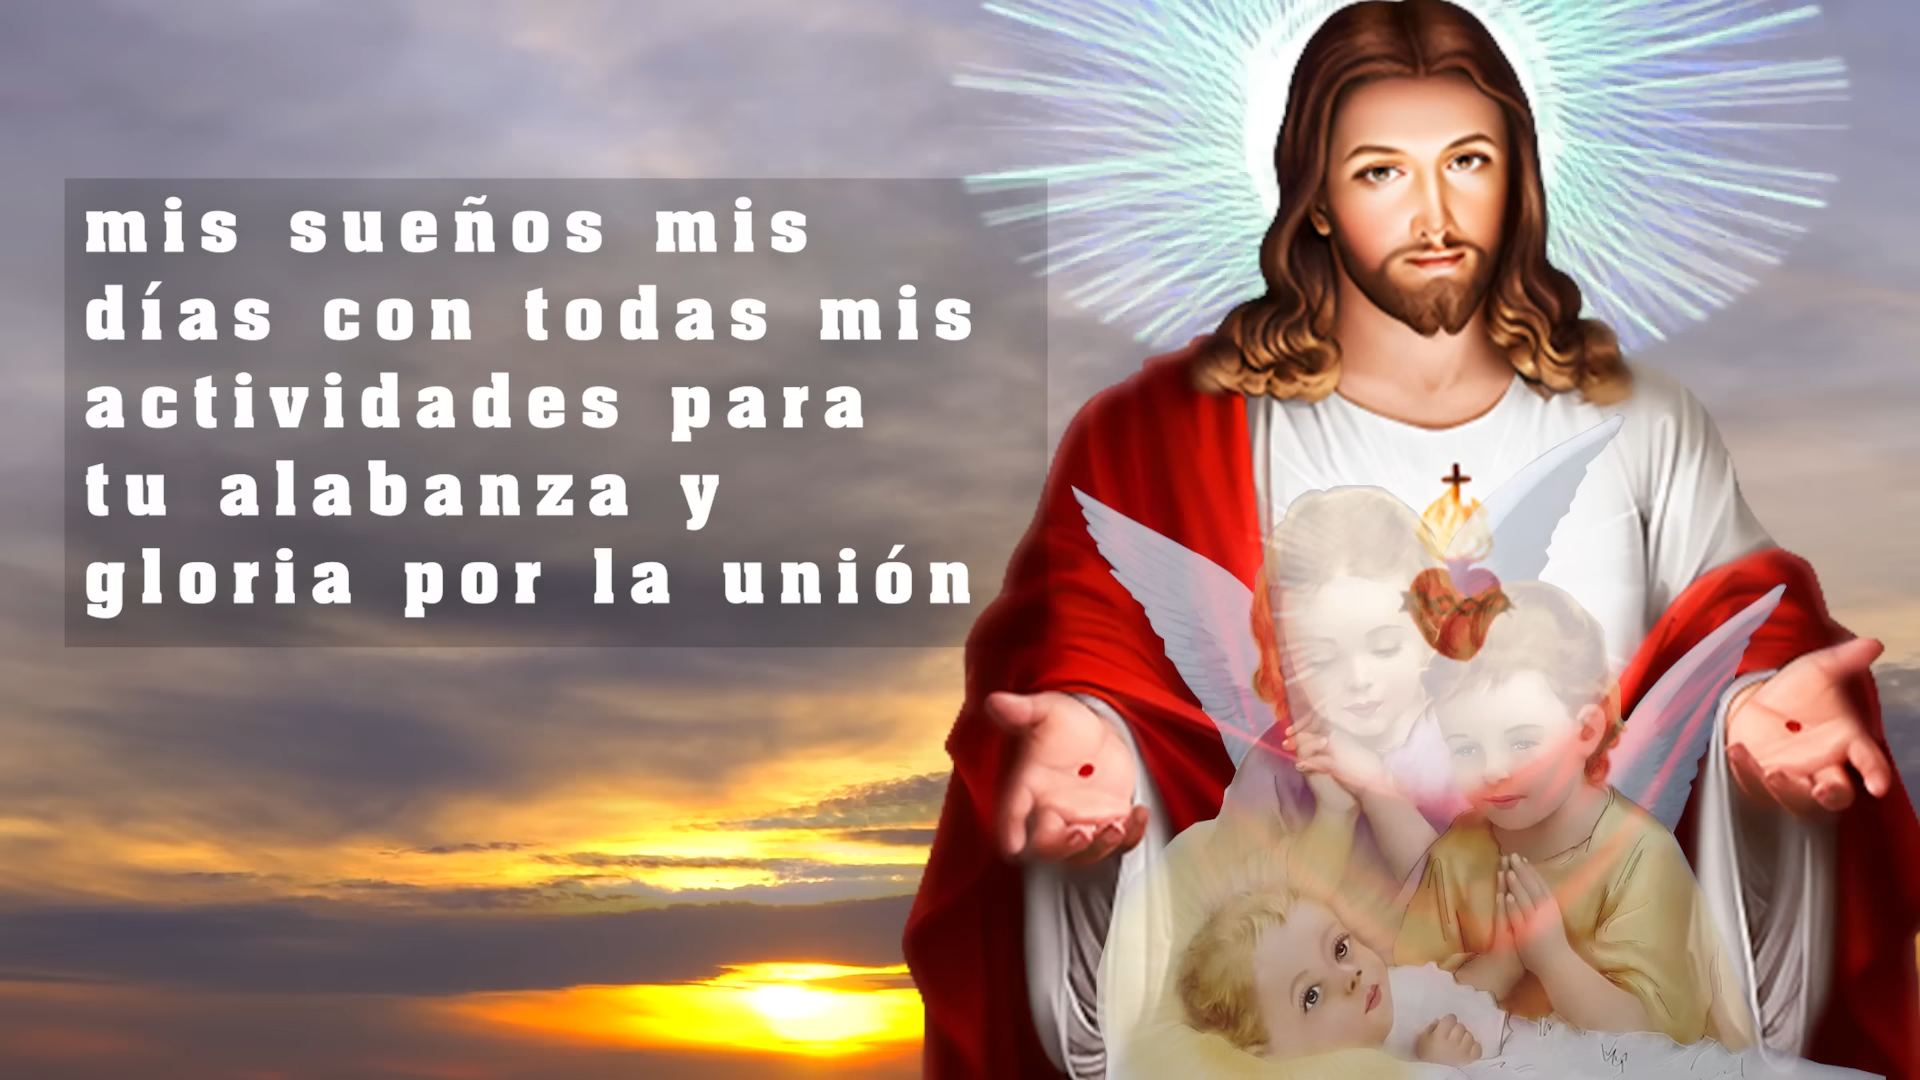 mis sueños mis
días con todas mis
actividades para
tu alabanza y
gloria por la unión